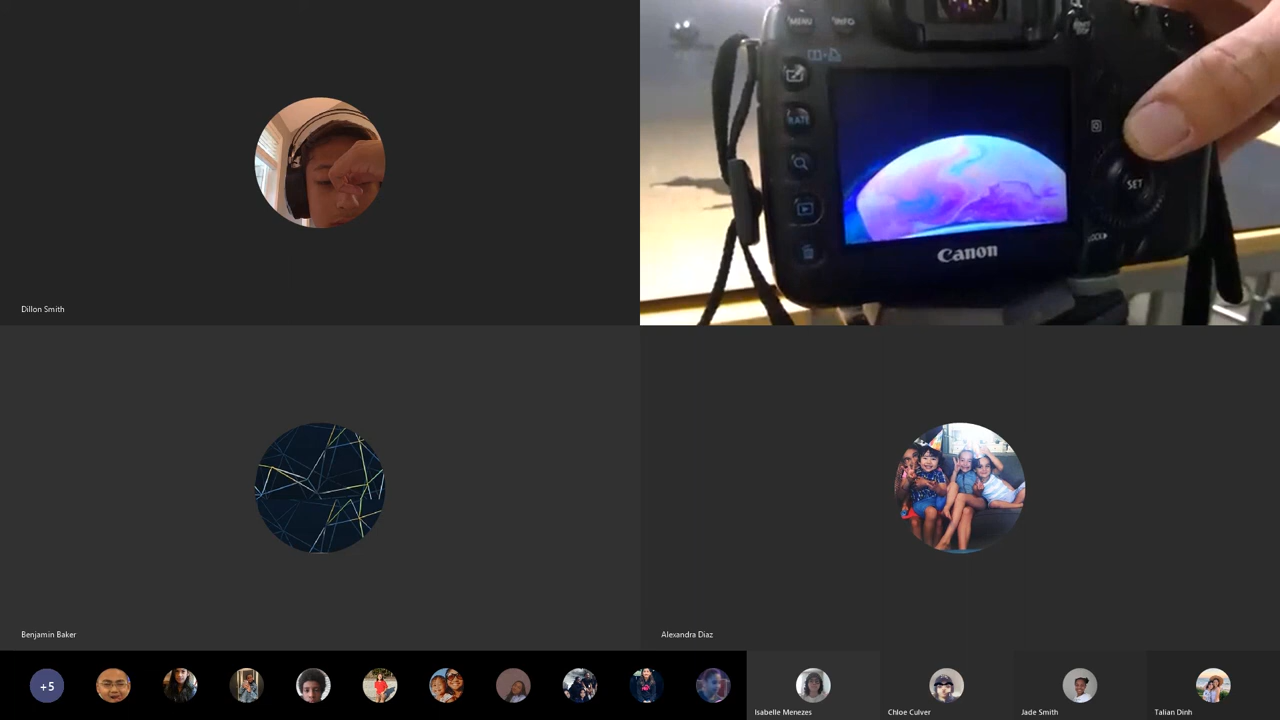 MENU INFO
RATE
SET
LOCK
Canon
Dillon Smith
Benjamin Baker
Alexandra Diaz
+5
Isabelle Menezes
Chloe Culver
Jade Smith
Talian Dinh